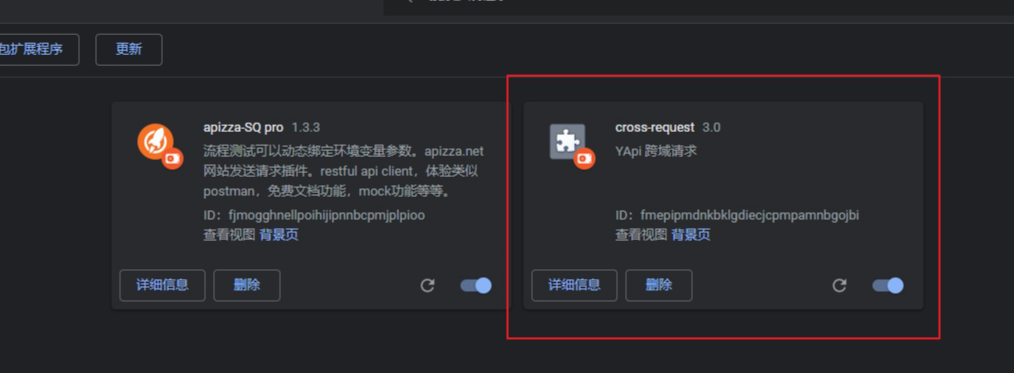 包扩展程序
更新
apizza-SQ pro 1.3.3
流程测试可以动态绑定环境变量参数。apizza.net
网站发送请求插件。restful api client，体验类似
postman，免费文档功能，mock功能等等。
ID：fjmogghnellpoihijipnnbcpmjplpioo
查看视图 背景页
详细信息
删除
cross-request 3.0
YApi 跨域请求
ID：fmepipmdnkbklgdiecjcpmpamnbgojbi
查看视图 背景页
详细信息
删除